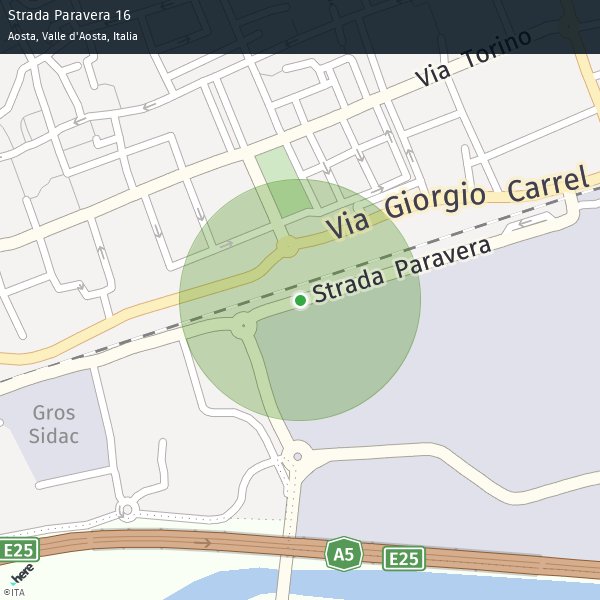 Strada Paravera 16
Aosta, Valle d'Aosta, Italia
Via Torino
Via Giorgio Carrel
Strada Paravera
Gros
Sidac
E25
A5
E25
here
©ITA